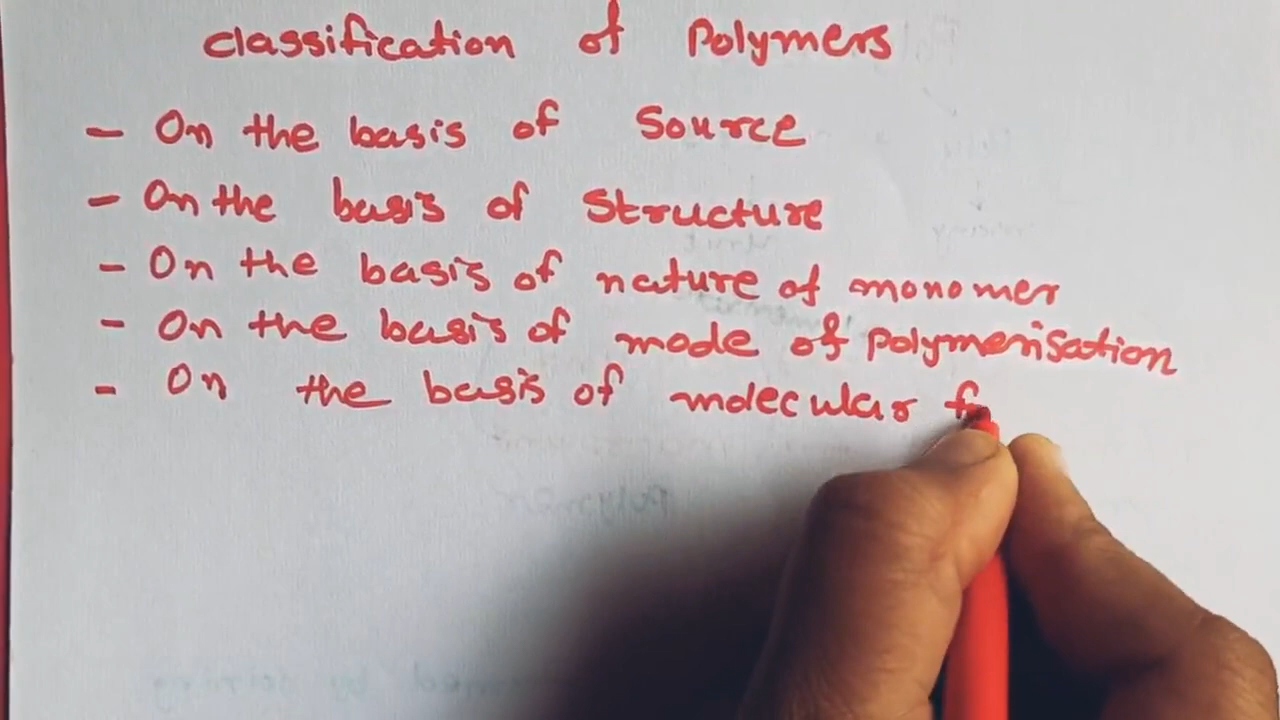 classification of Polymers
- On the basis of Source
- On the basis of Structure
- On the basis of nature of monomer
- On the basis of mode of polymerisation
- On the basis of molecular f